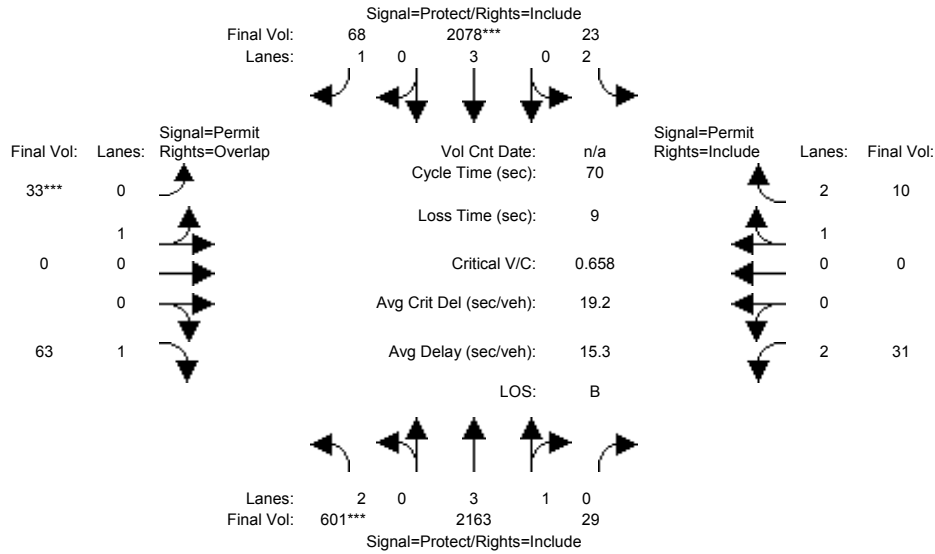 Signal=Protect/Rights=Include
Final Vol: 68 2078*** 23
Lanes: 1 0 3 0 2
Signal=Permit Signal=Permit
Final Vol: Lanes: Rights=Overlap Vol Cnt Date: n/a Rights=Include Lanes: Final Vol:
Cycle Time (sec): 70
33*** 0 2 10
Loss Time (sec): 9
1 1
0 0 Critical V/C: 0.658 0 0
0 Avg Crit Del (sec/veh): 19.2 0
63 1 Avg Delay (sec/veh): 15.3 2 31
LOS: B
Lanes: 2 0 3 1 0
Final Vol: 601*** 2163 29
Signal=Protect/Rights=Include